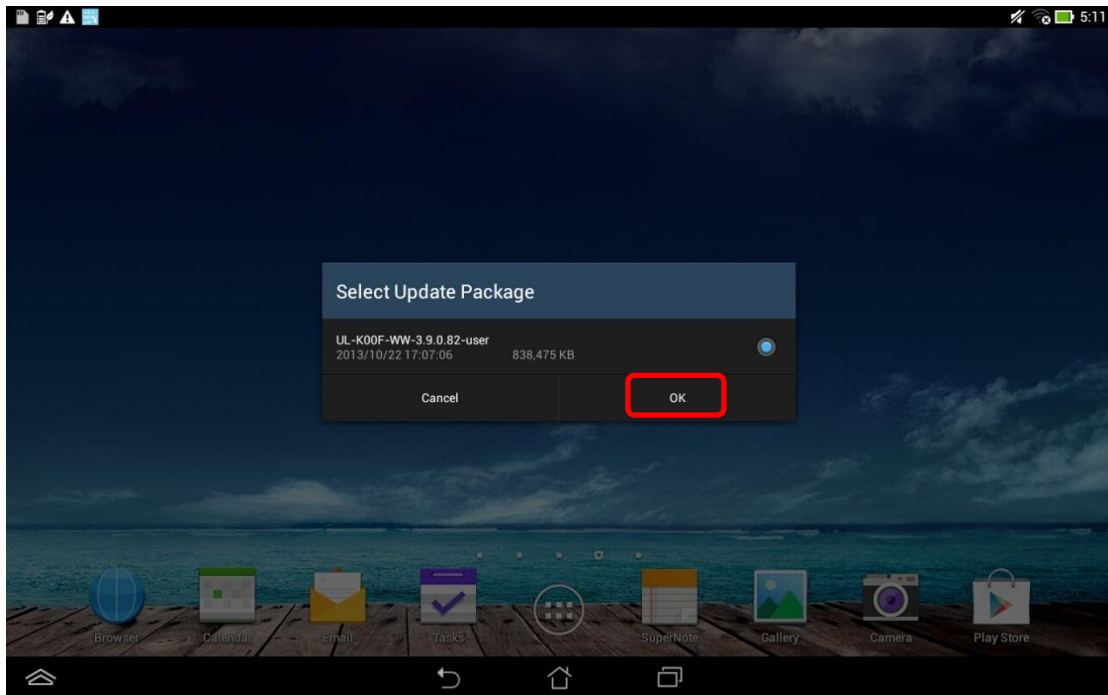 5:11
Select Update Package
UL-K00F-WW-3.9.0.82-user
2013/10/22 17:07:06 838,475 KB
Cancel OK
Browser Calendar Email Tasks SuperNote Gallery Camera Play Store